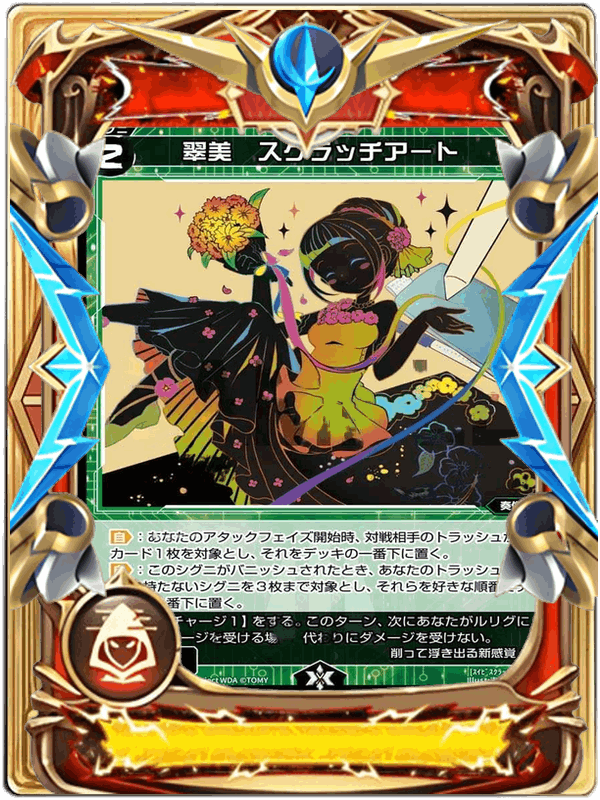 2
翠美　スクラッチアート
奏像
自：あなたのアタックフェイズ開始時、対戦相手のトラッシュか
カード１枚を対象とし、それをデッキの一番下に置く。
：このシグニがバニッシュされたとき、あなたのトラッシュ
持たないシグニを３枚まで対象とし、それらを好きな順番
番下に置く。
チャージ１】をする。このターン、次にあなたがルリグに
ージを受ける場　代わりにダメージを受けない。
削って浮き出る新感覚
ject WDA ©TOMY